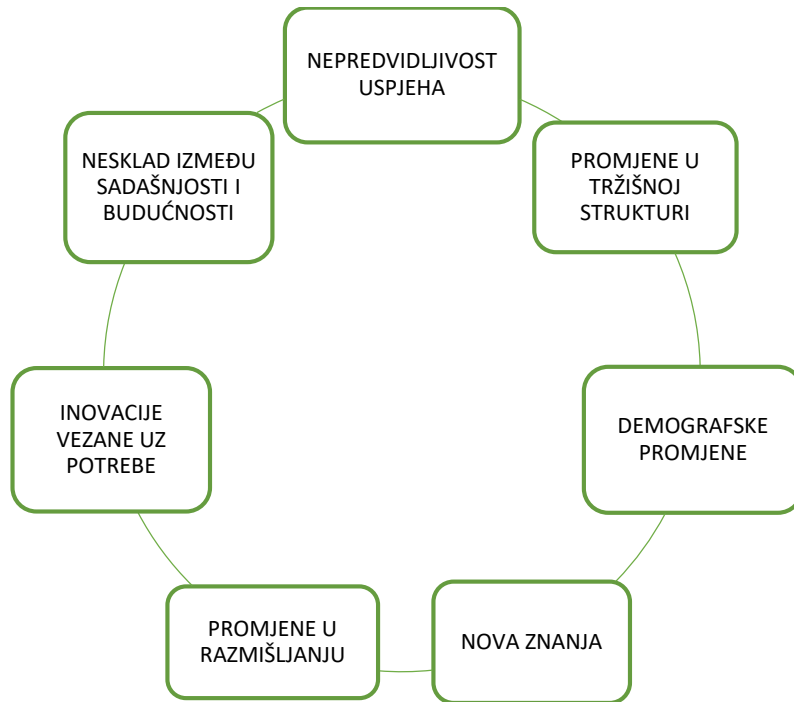 NEPREDVIDLJIVOST
USPJEHA
PROMJENE U
TRŽIŠNOJ
STRUKTURI
DEMOGRAFSKE
PROMJENE
NOVA ZNANJA
PROMJENE U
RAZMIŠLJANJU
INOVACIJE
VEZANE UZ
POTREBE
NESKLAD IZMEĐU
SADAŠNJOSTI I
BUDUĆNOSTI